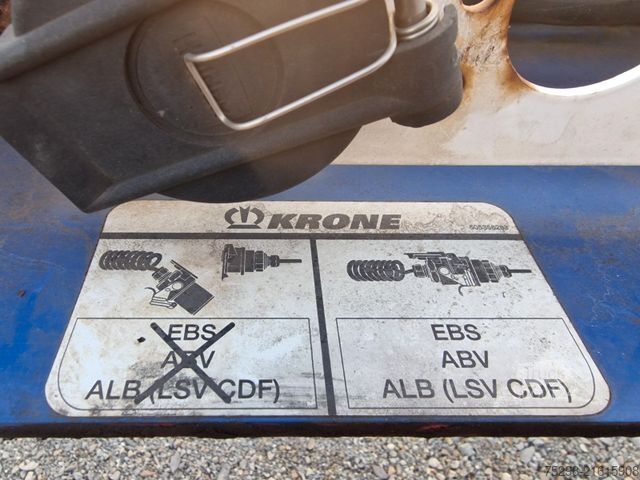 KRONE
EBS
ABV
ALB (LSV CDF)
EBS
ABV
ALB (LSV CDF)